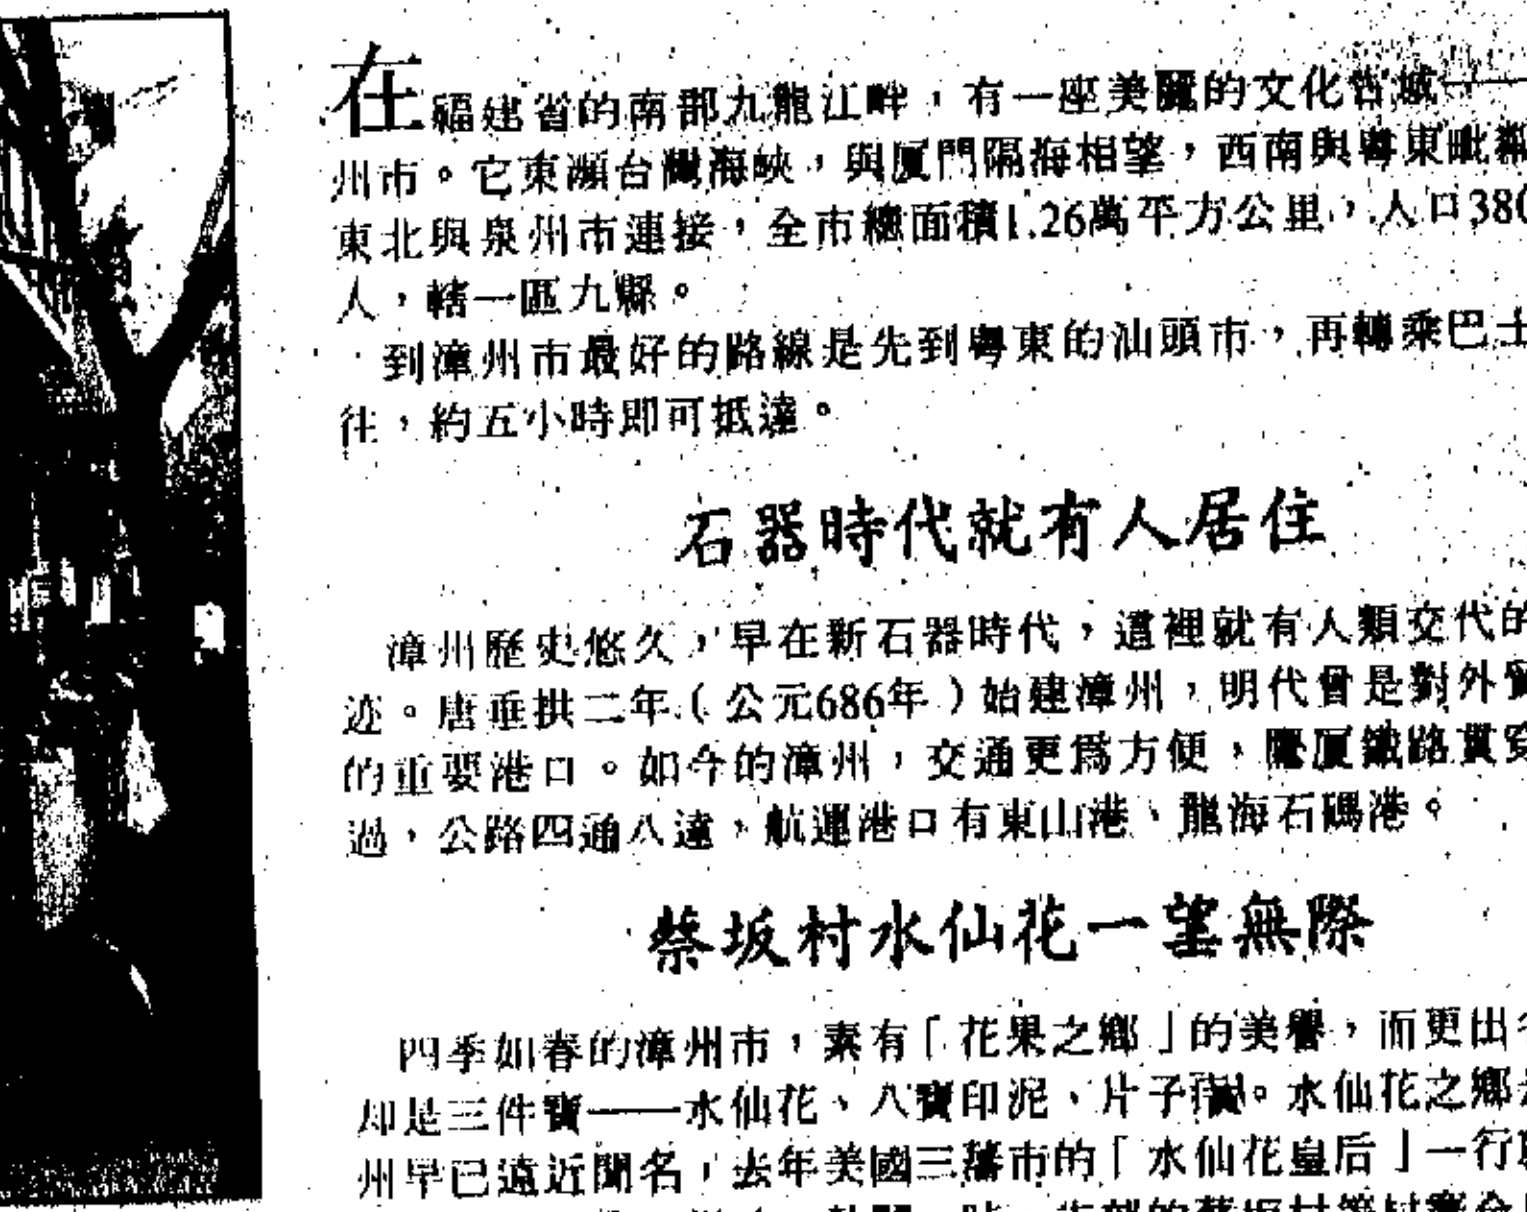 在福建省的南部九龍江畔，有一座美麗的文化古城——
州市。它東瀕台灣海峽，與厦門隔海相望，西南與粤東毗鄰
東北與泉州市連接，全市總面積1.26萬平方公里，人口380
人，轄一區九縣。
到漳州市最好的路線是先到粤東的汕頭市，再轉乘巴士
往，約五小時即可抵達。
石器時代就有人居住
漳州歷史悠久，早在新石器時代，這裡就有人類交代的
迹。唐垂拱二年（公元686年）始建漳州，明代曾是對外貿
的重要港口。如今的漳州，交通更爲方便，鷹厦鐵路貫穿
過，公路四通八達，航運港口有東山港、龍海石碼港。
蔡坂村水仙花一望無際
四季如春的漳州市，素有「花果之鄉」的美譽，而更出名
却是三件寶——水仙花、八寶印泥、片子癀。水仙花之鄉
州早已遠近聞名，去年美國三藩市的「水仙花皇后」一行
的蔡坂村